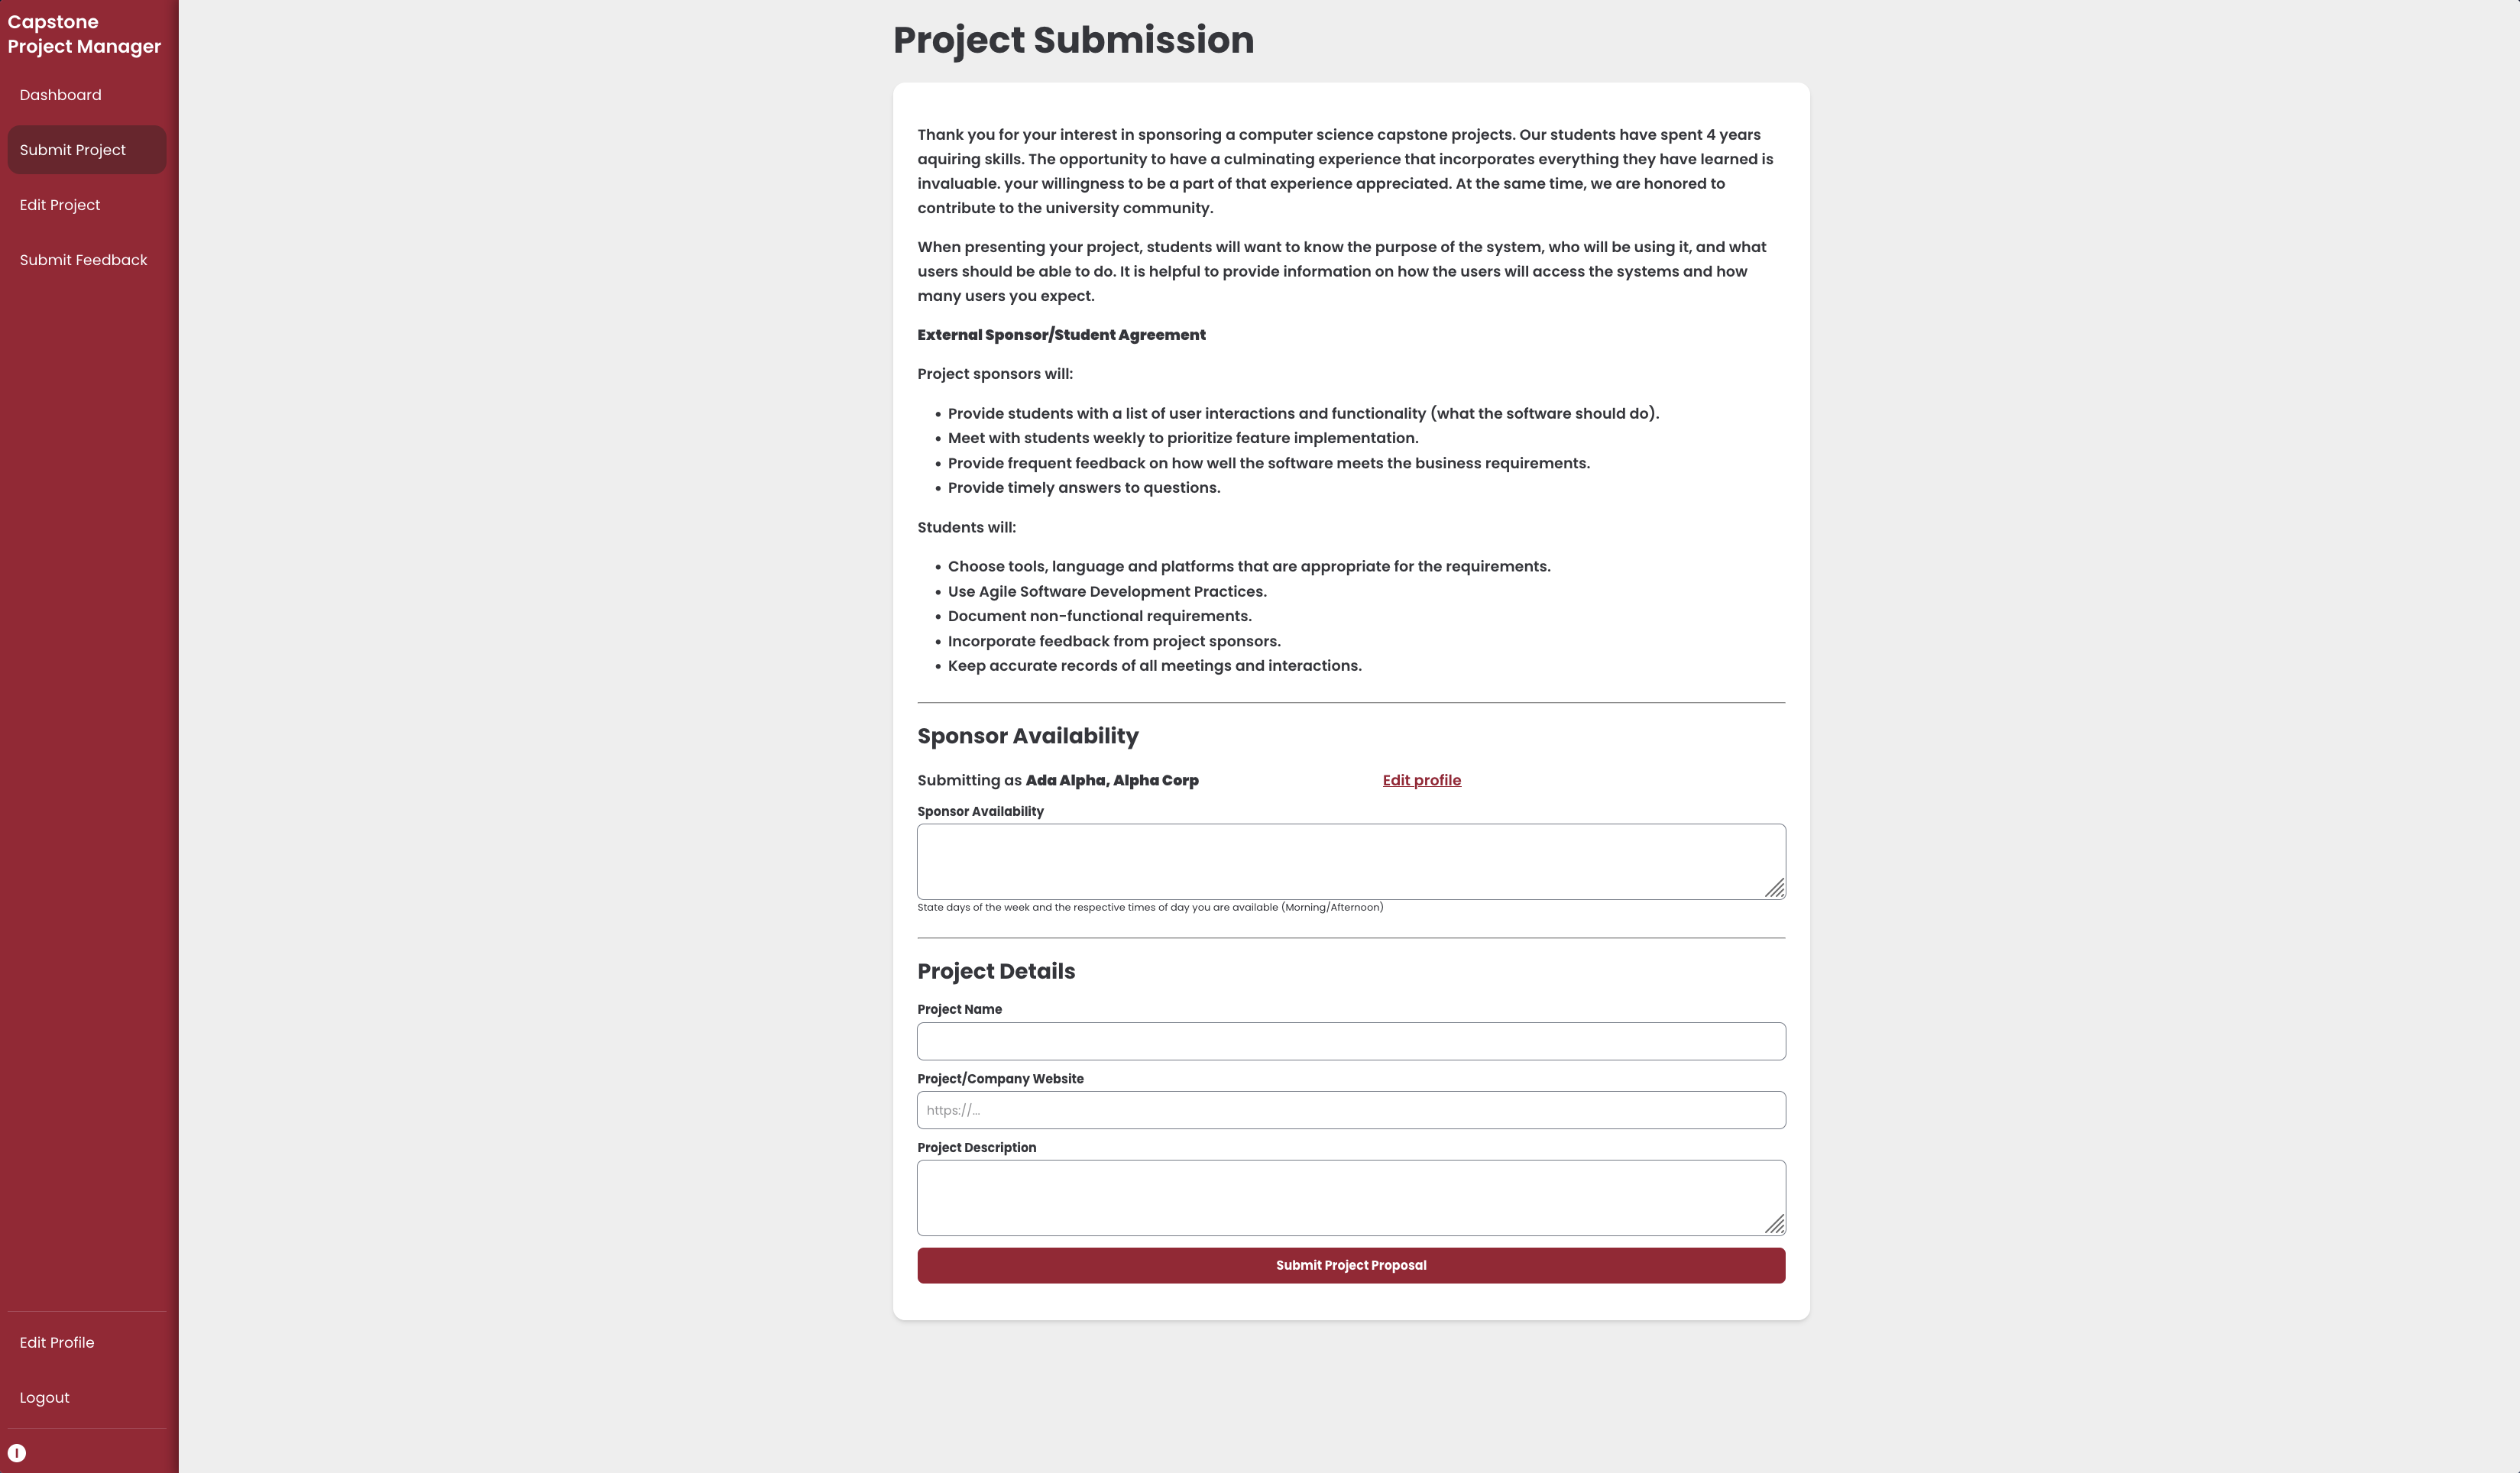 Capstone
Project Manager
Dashboard
Submit Project
Edit Project
Submit Feedback
Edit Profile
Logout
I
Project Submission
Thank you for your interest in sponsoring a computer science capstone projects. Our students have spent 4 years
aquiring skills. The opportunity to have a culminating experience that incorporates everything they have learned is
invaluable. your willingness to be a part of that experience appreciated. At the same time, we are honored to
contribute to the university community.
When presenting your project, students will want to know the purpose of the system, who will be using it, and what
users should be able to do. It is helpful to provide information on how the users will access the systems and how
many users you expect.
External Sponsor/Student Agreement
Project sponsors will:
• Provide students with a list of user interactions and functionality (what the software should do).
• Meet with students weekly to prioritize feature implementation.
• Provide frequent feedback on how well the software meets the business requirements.
• Provide timely answers to questions.
Students will:
• Choose tools, language and platforms that are appropriate for the requirements.
• Use Agile Software Development Practices.
• Document non-functional requirements.
• Incorporate feedback from project sponsors.
• Keep accurate records of all meetings and interactions.
Sponsor Availability
Submitting as Ada Alpha, Alpha Corp Edit profile
Sponsor Availability
State days of the week and the respective times of day you are available (Morning/Afternoon)
Project Details
Project Name
Project/Company Website
https://...
Project Description
Submit Project Proposal